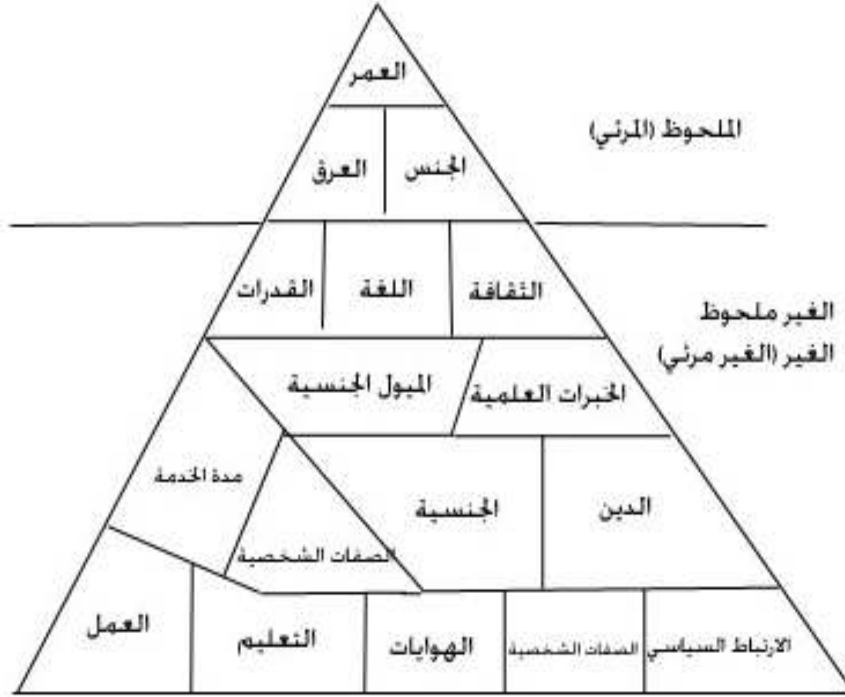 العمر
الملحوظ (المرئي)
الجنس
العرق
الثقافة
اللغة
القدرات
الغير ملحوظ
الغير (الغير مرئي)
الخبرات العلمية
الميول الجنسية
مدة الخدمة
الدين
الجنسية
الصفات الشخصية
الارتباط السياسي
الصفات الشخصية
الهوايات
التعليم
العمل